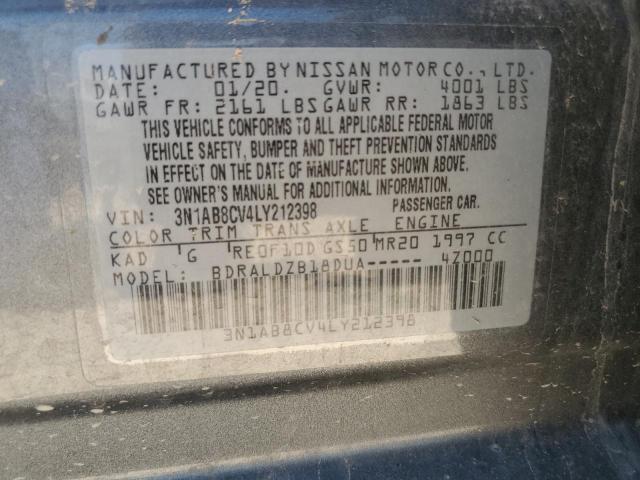 MANUFACTURED BY NISSAN MOTOR CO., LTD.
DATE: 01/20. GVWR: 4001 LBS
GAWR FR: 2161 LBS GAWR RR: 1863 LBS
THIS VEHICLE CONFORMS TO ALL APPLICABLE FEDERAL MOTOR
VEHICLE SAFETY, BUMPER AND THEFT PREVENTION STANDARDS
IN EFFECT ON THE DATE OF MANUFACTURE SHOWN ABOVE.
SEE OWNER'S MANUAL FOR ADDITIONAL INFORMATION.
VIN: 3N1AB8CV4LY212398 PASSENGER CAR.
COLOR TRIM TRANS AXLE ENGINE
KAD G RE0F10D GS50 MR20 1997 CC
MODEL: BDRALDZB18DUA----- 4Z000
3N1AB8CV4LY212398